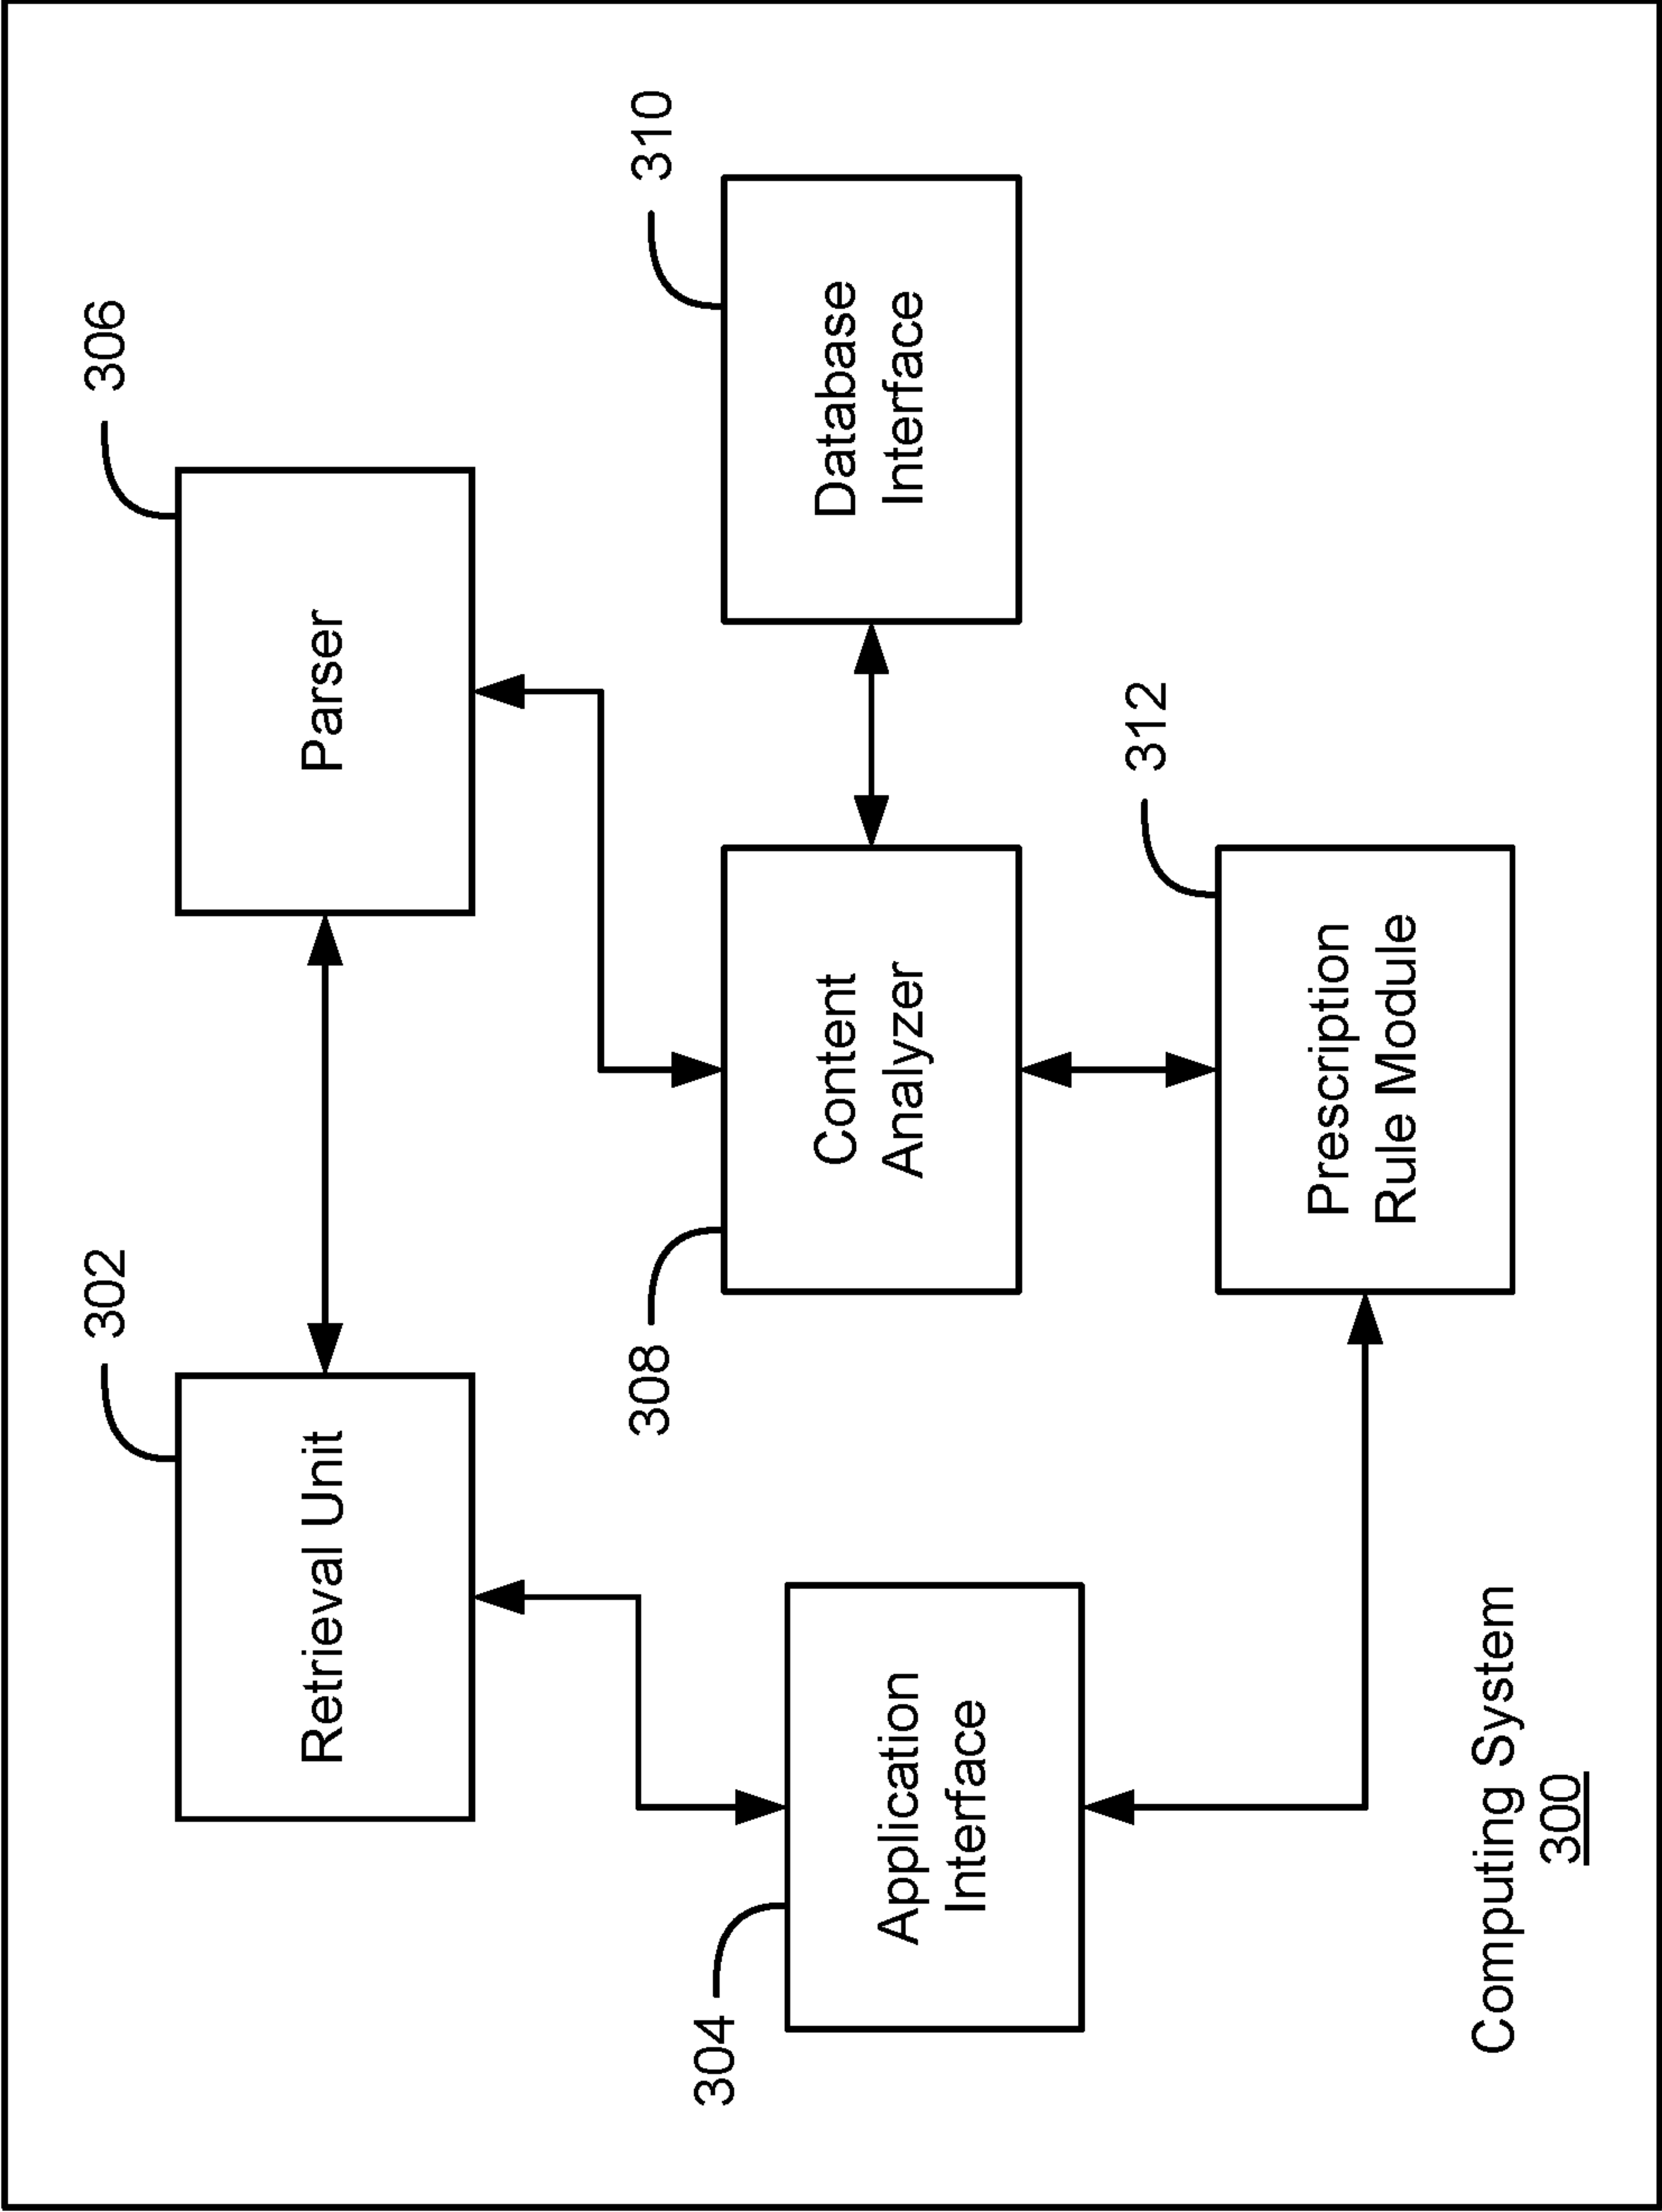 302
Retrieval Unit
306
Parser
304
Application
Interface
308
Content
Analyzer
310
Database
Interface
312
Prescription
Rule Module
Computing System
300